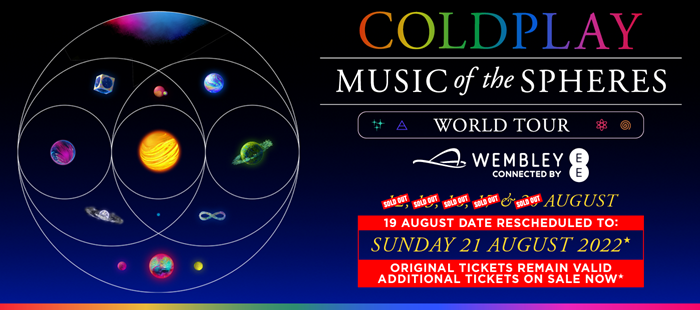 COLDPLAY
MUSIC of the SPHERES
WORLD TOUR
WEMBLEY EE
CONNECTED BY
SOLD OUT SOLD OUT SOLD OUT SOLD OUT & SOLD OUT AUGUST
19 AUGUST DATE RESCHEDULED TO:
SUNDAY 21 AUGUST 2022*
ORIGINAL TICKETS REMAIN VALID
ADDITIONAL TICKETS ON SALE NOW*